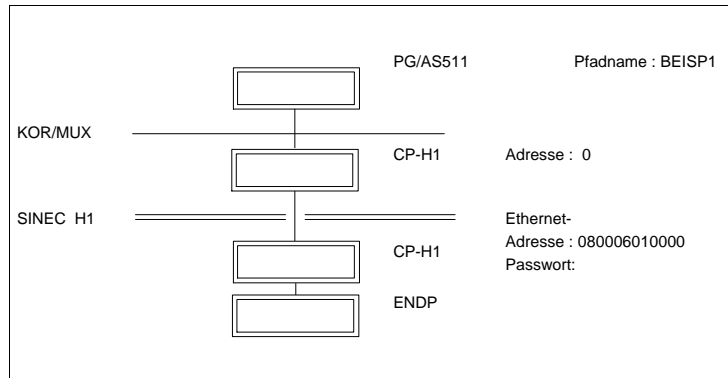 PG/AS511 Pfadname : BEISP1
KOR/MUX
CP-H1 Adresse : 0
SINEC H1 Ethernet-
Adresse : 080006010000
CP-H1 Passwort:
ENDP